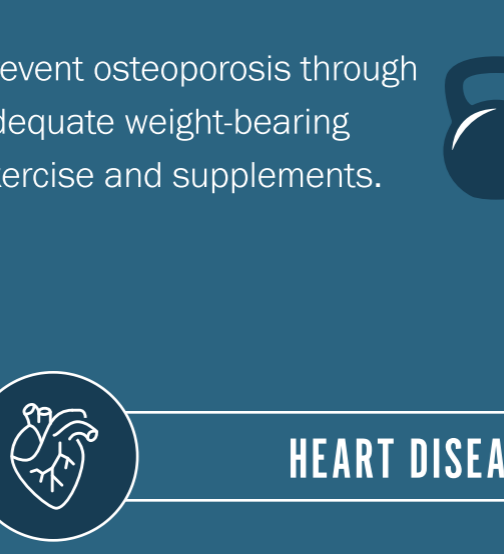 event osteoporosis through
dequate weight-bearing
ercise and supplements.
HEART DISEA